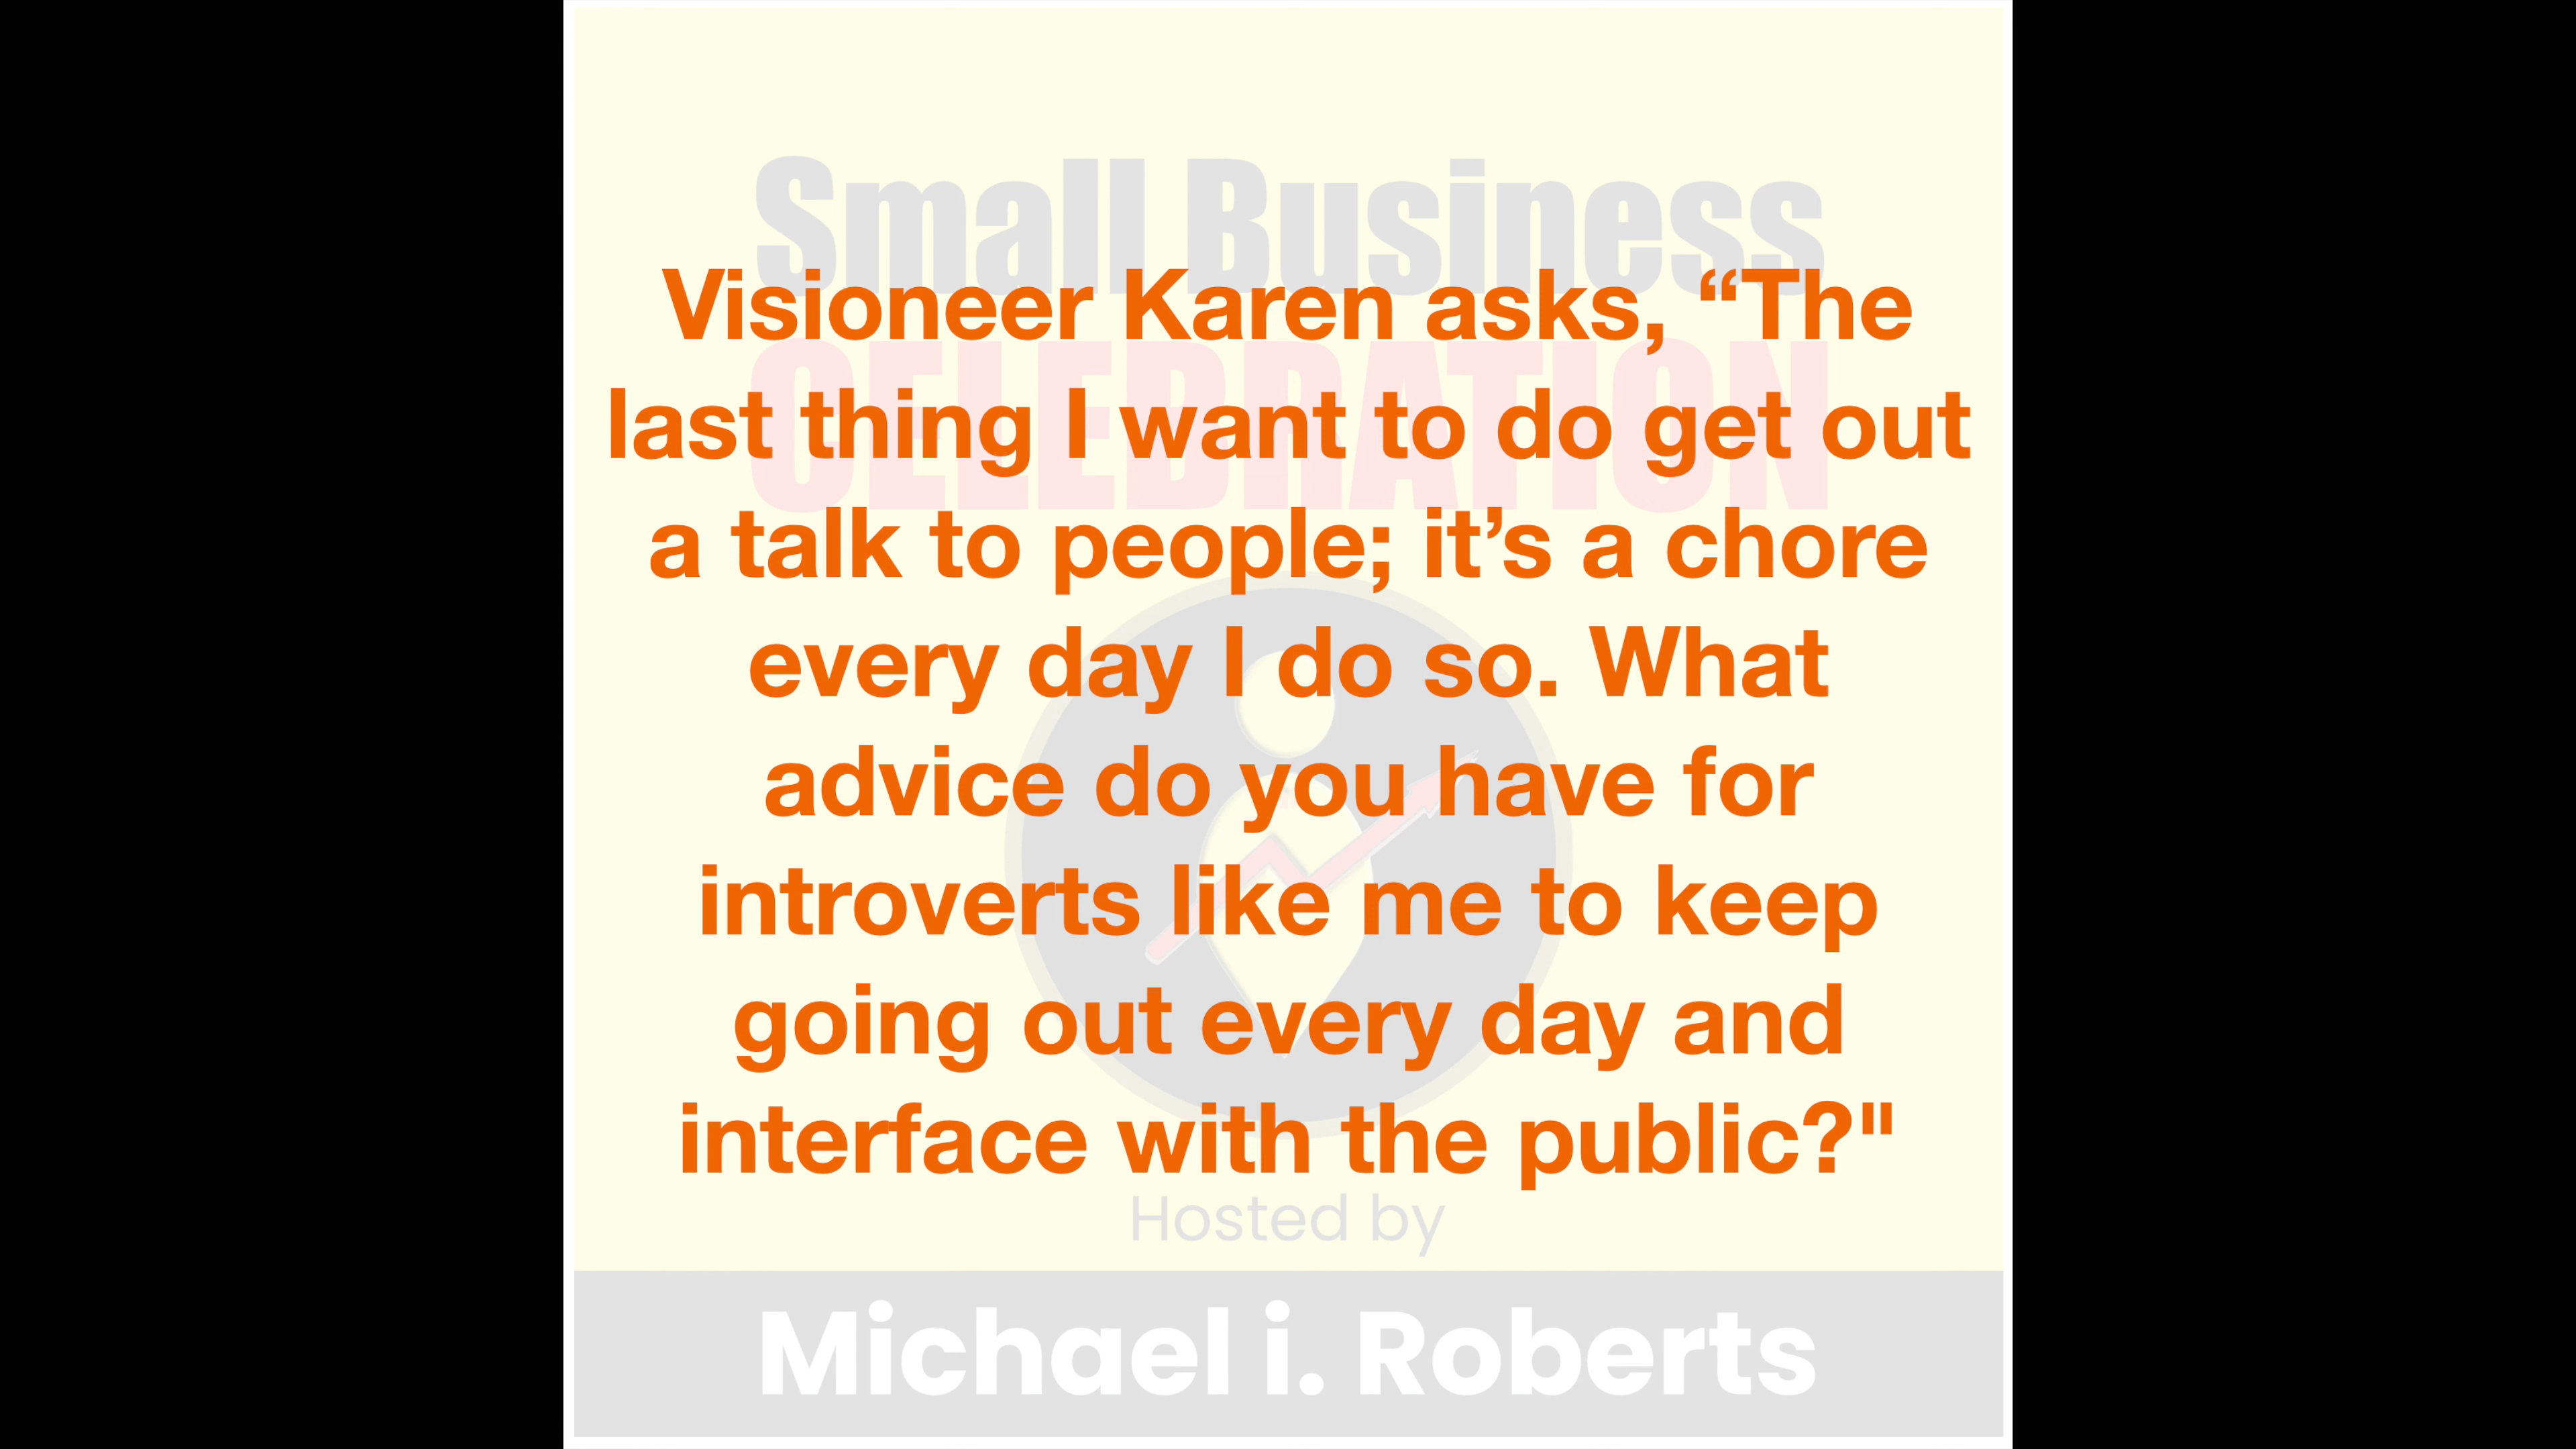 Small Business
Visioneer Karen asks, “The
CELEBRATION
last thing I want to do get out
a talk to people; it’s a chore
every day I do so. What
advice do you have for
introverts like me to keep
going out every day and
interface with the public?"
Hosted by
Michael i. Roberts